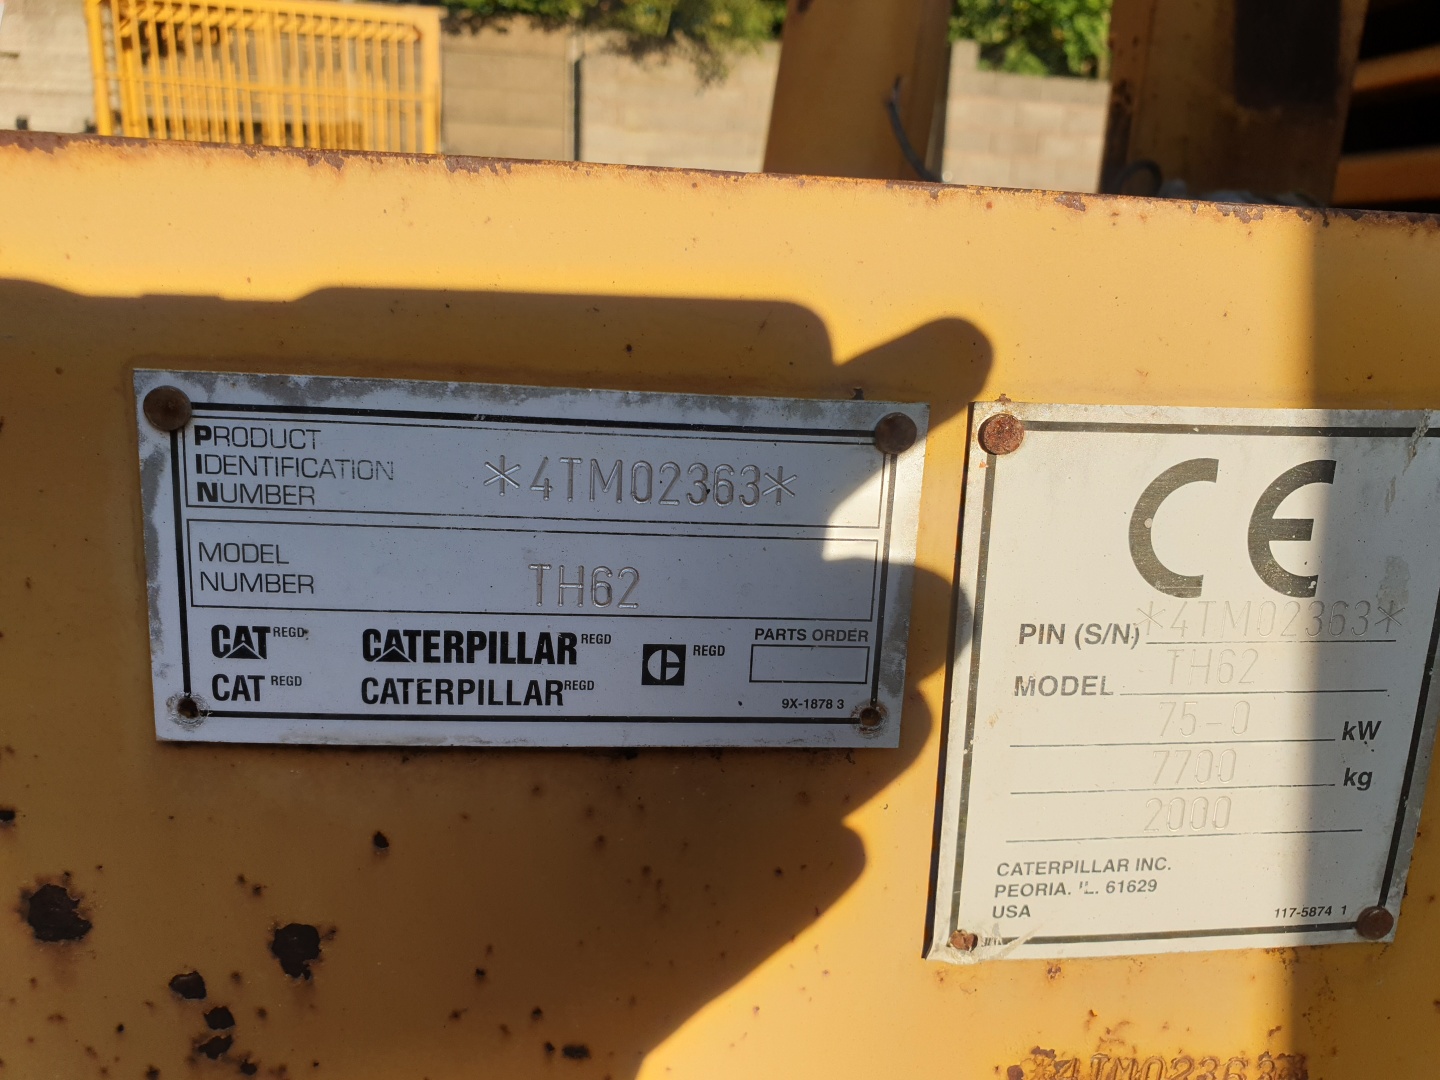 PRODUCT
IDENTIFICATION
NUMBER
*4TM02363*
MODEL
NUMBER
TH62
CAT REGD
CATERPILLAR REGD
C REGD
PARTS ORDER
CAT REGD
CATERPILLAR REGD
9X-1878 3
CE
PIN (S/N) *4TM02363*
MODEL TH62
75-0 kW
7700 kg
2000
CATERPILLAR INC.
PEORIA. IL. 61629
USA
117-5874 1
*4TM02363*